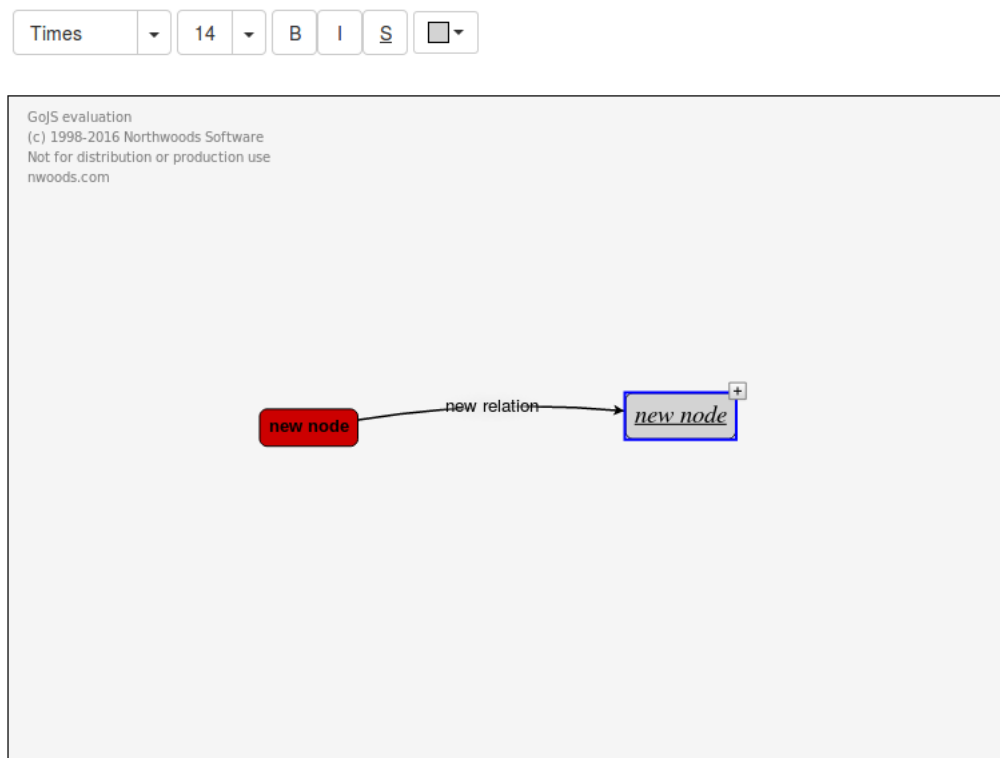 Times 14 B I S
GoJS evaluation
(c) 1998-2016 Northwoods Software
Not for distribution or production use
nwoods.com
new relation
new node
new node